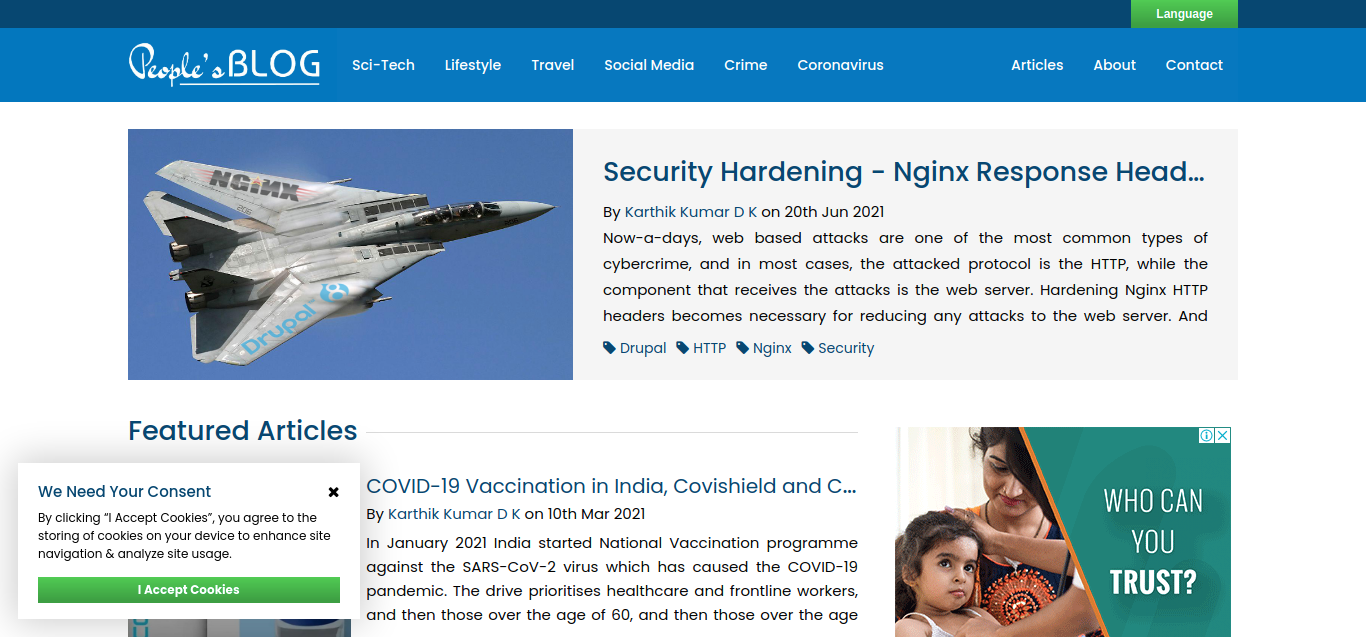 Language
People's BLOG
Sci-Tech Lifestyle Travel Social Media Crime Coronavirus Articles About Contact
NGINX
Drupal
Security Hardening - Nginx Response Head...
By Karthik Kumar D K on 20th Jun 2021
Now-a-days, web based attacks are one of the most common types of
cybercrime, and in most cases, the attacked protocol is the HTTP, while the
component that receives the attacks is the web server. Hardening Nginx HTTP
headers becomes necessary for reducing any attacks to the web server. And
Drupal HTTP Nginx Security
Featured Articles
COVID-19 Vaccination in India, Covishield and C...
By Karthik Kumar D K on 10th Mar 2021
In January 2021 India started National Vaccination programme
against the SARS-CoV-2 virus which has caused the COVID-19
pandemic. The drive prioritises healthcare and frontline workers,
and then those over the age of 60, and then those over the age
WHO CAN
YOU
TRUST?
We Need Your Consent
By clicking “I Accept Cookies”, you agree to the
storing of cookies on your device to enhance site
navigation & analyze site usage.
I Accept Cookies